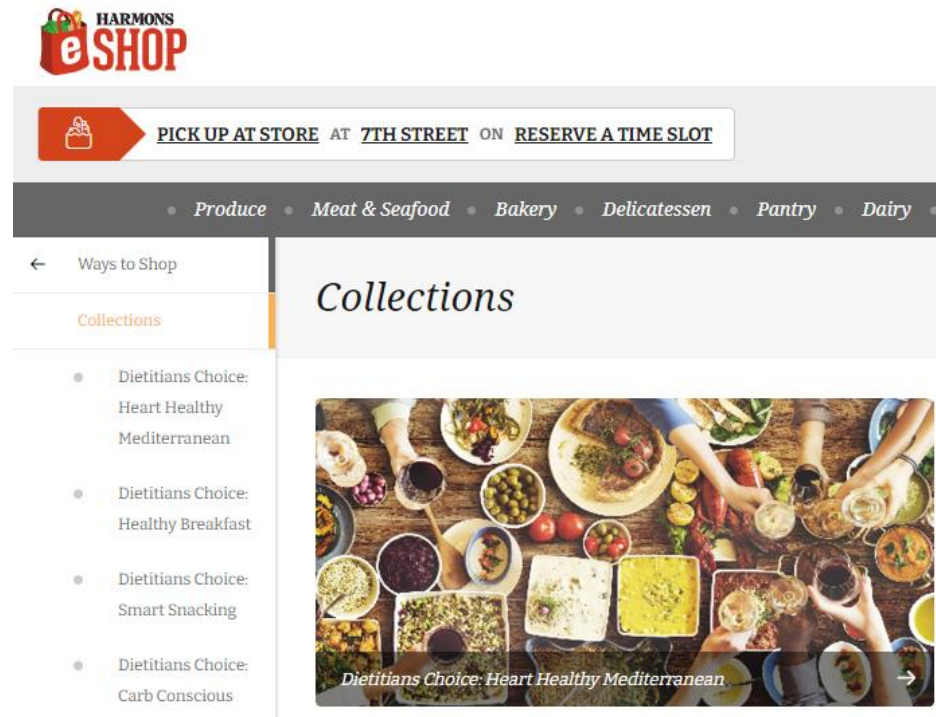 HARMONS
e SHOP
PICK UP AT STORE AT 7TH STREET ON RESERVE A TIME SLOT
Produce Meat & Seafood Bakery Delicatessen Pantry Dairy
Ways to Shop
Collections
Dietitians Choice:
Heart Healthy
Mediterranean
Dietitians Choice:
Healthy Breakfast
Dietitians Choice:
Smart Snacking
Dietitians Choice:
Carb Conscious
Collections
Dietitians Choice: Heart Healthy Mediterranean